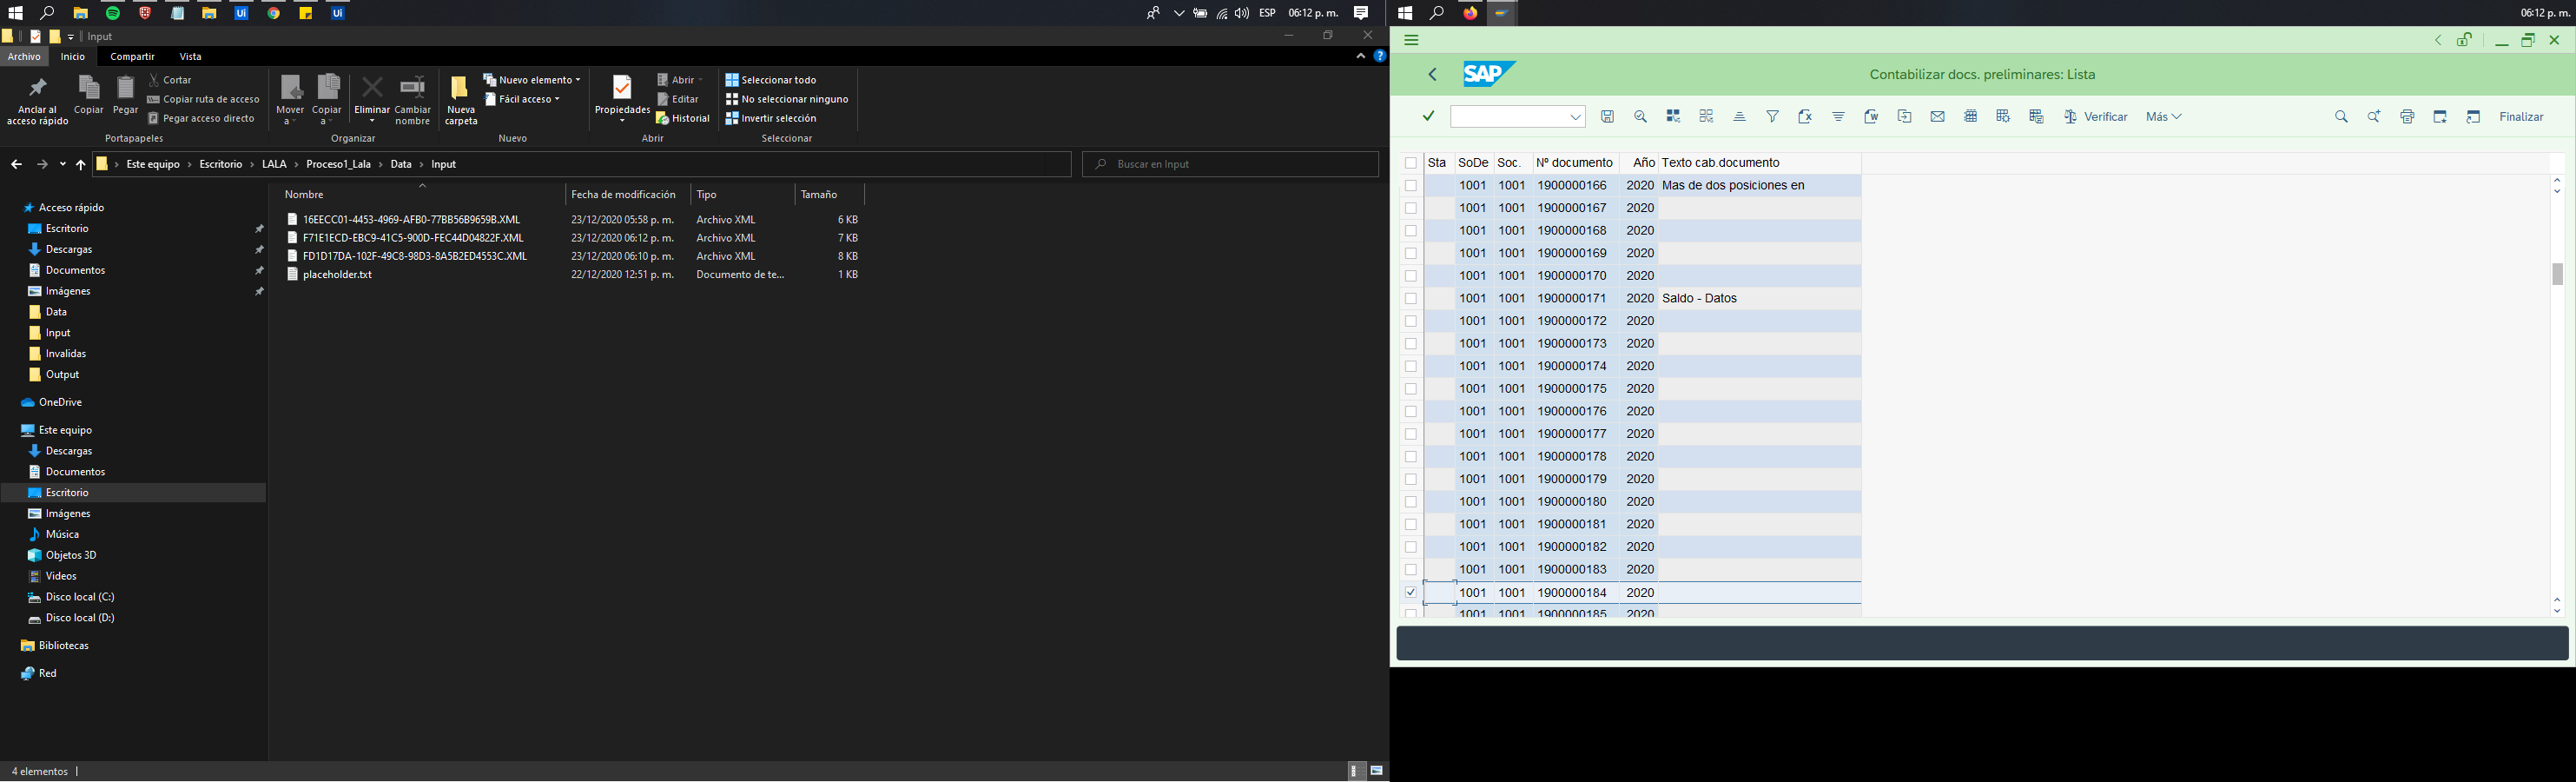 ESP 06:12 p. m.
Input
Archivo Inicio Compartir Vista
Anclar al acceso rápido
Copiar
Pegar
Cortar
Copiar ruta de acceso
Pegar acceso directo
Portapapeles
Mover a
Copiar a
Eliminar
Cambiar nombre
Organizar
Nueva carpeta
Nuevo elemento
Fácil acceso
Nuevo
Propiedades
Abrir
Editar
Historial
Abrir
Seleccionar todo
No seleccionar ninguno
Invertir selección
Seleccionar
Este equipo > Escritorio > LALA > Proceso1_Lala > Data > Input
Buscar en Input
Nombre Fecha de modificación Tipo Tamaño
16EECC01-4453-4969-AFB0-77BB56B9659B.XML 23/12/2020 05:58 p. m. Archivo XML 6 KB
F71E1ECD-EBC9-41C5-900D-FEC44D04822F.XML 23/12/2020 06:12 p. m. Archivo XML 7 KB
FD1D17DA-102F-49C8-98D3-8A5B2ED4553C.XML 23/12/2020 06:10 p. m. Archivo XML 8 KB
placeholder.txt 22/12/2020 12:51 p. m. Documento de te... 1 KB
Acceso rápido
Escritorio
Descargas
Documentos
Imágenes
Data
Input
Invalidas
Output
OneDrive
Este equipo
Descargas
Documentos
Escritorio
Imágenes
Música
Objetos 3D
Videos
Disco local (C:)
Disco local (D:)
Bibliotecas
Red
4 elementos
06:12 p. m.
SAP
Contabilizar docs. preliminares: Lista
Verificar Más Finalizar
Sta SoDe Soc. Nº documento Año Texto cab.documento
1001 1001 1900000166 2020 Mas de dos posiciones en
1001 1001 1900000167 2020
1001 1001 1900000168 2020
1001 1001 1900000169 2020
1001 1001 1900000170 2020
1001 1001 1900000171 2020 Saldo - Datos
1001 1001 1900000172 2020
1001 1001 1900000173 2020
1001 1001 1900000174 2020
1001 1001 1900000175 2020
1001 1001 1900000176 2020
1001 1001 1900000177 2020
1001 1001 1900000178 2020
1001 1001 1900000179 2020
1001 1001 1900000180 2020
1001 1001 1900000181 2020
1001 1001 1900000182 2020
1001 1001 1900000183 2020
1001 1001 1900000184 2020
1001 1001 1900000185 2020